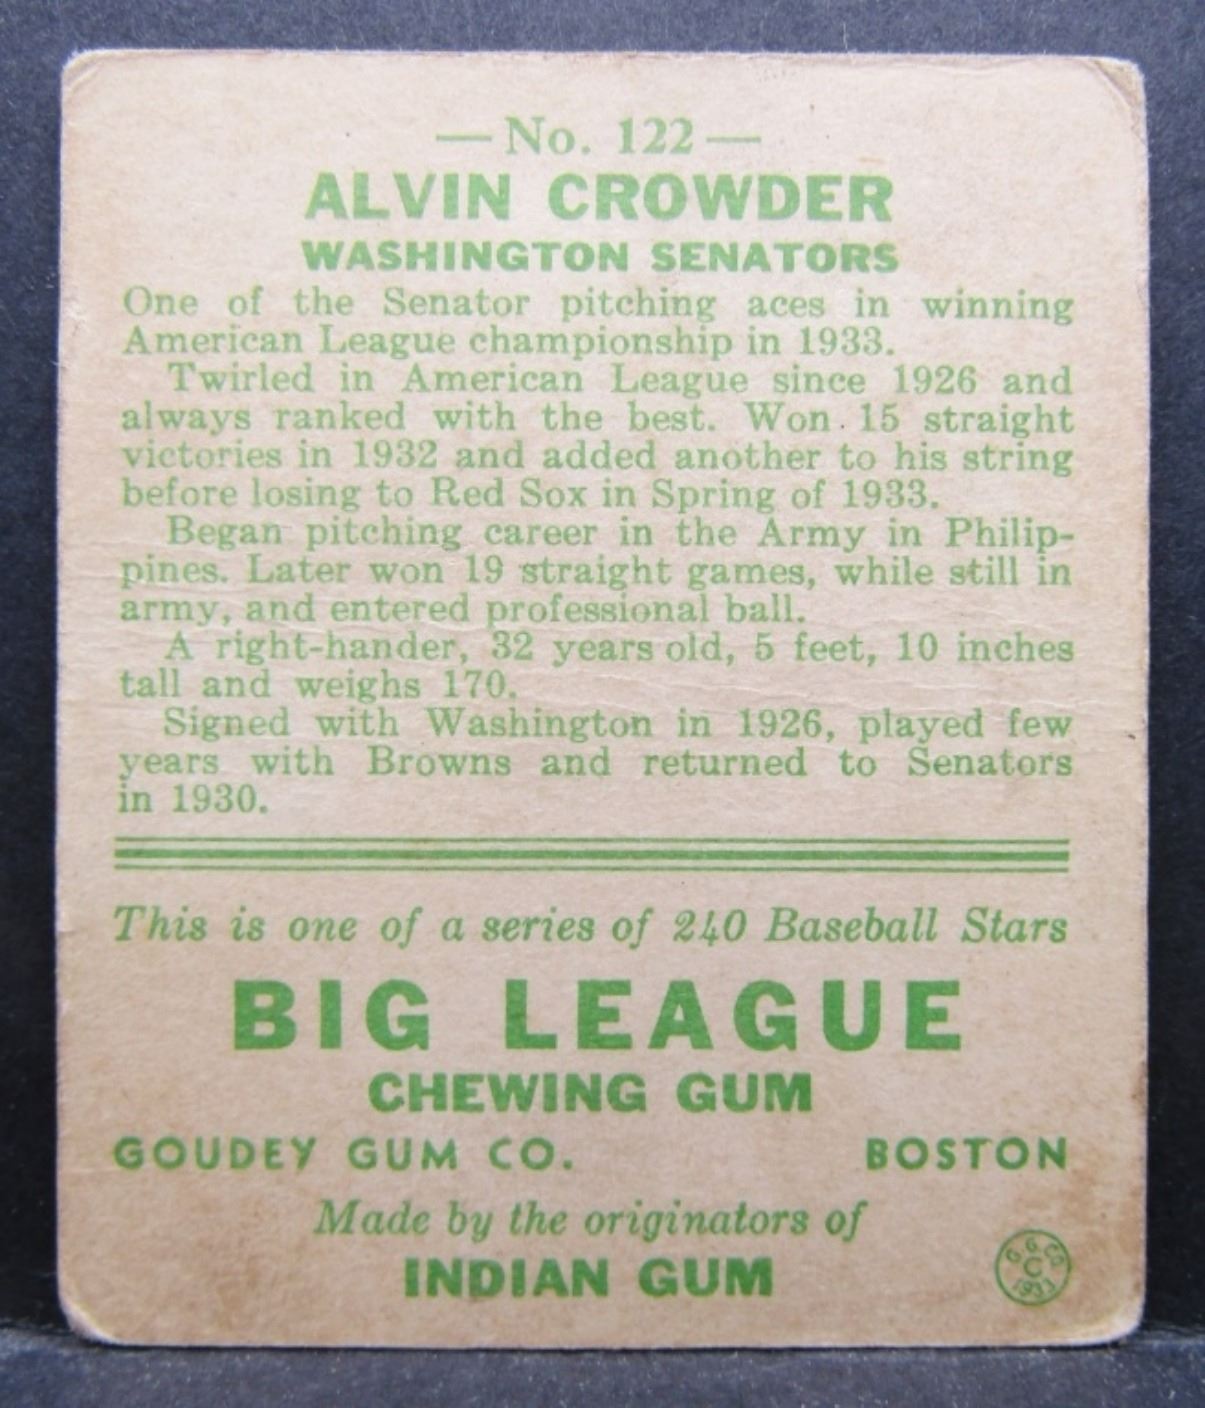 — No. 122 —
ALVIN CROWDER
WASHINGTON SENATORS
One of the Senator pitching aces in winning
American League championship in 1933.
Twirled in American League since 1926 and
always ranked with the best. Won 15 straight
victories in 1932 and added another to his string
before losing to Red Sox in Spring of 1933.
Began pitching career in the Army in Philip-
pines. Later won 19 straight games, while still in
army, and entered professional ball.
A right-hander, 32 years old, 5 feet, 10 inches
tall and weighs 170.
Signed with Washington in 1926, played few
years with Browns and returned to Senators
in 1930.
This is one of a series of 240 Baseball Stars
BIG LEAGUE
CHEWING GUM
GOUDEY GUM CO. BOSTON
Made by the originators of
INDIAN GUM
G. G. CO.
C
1933